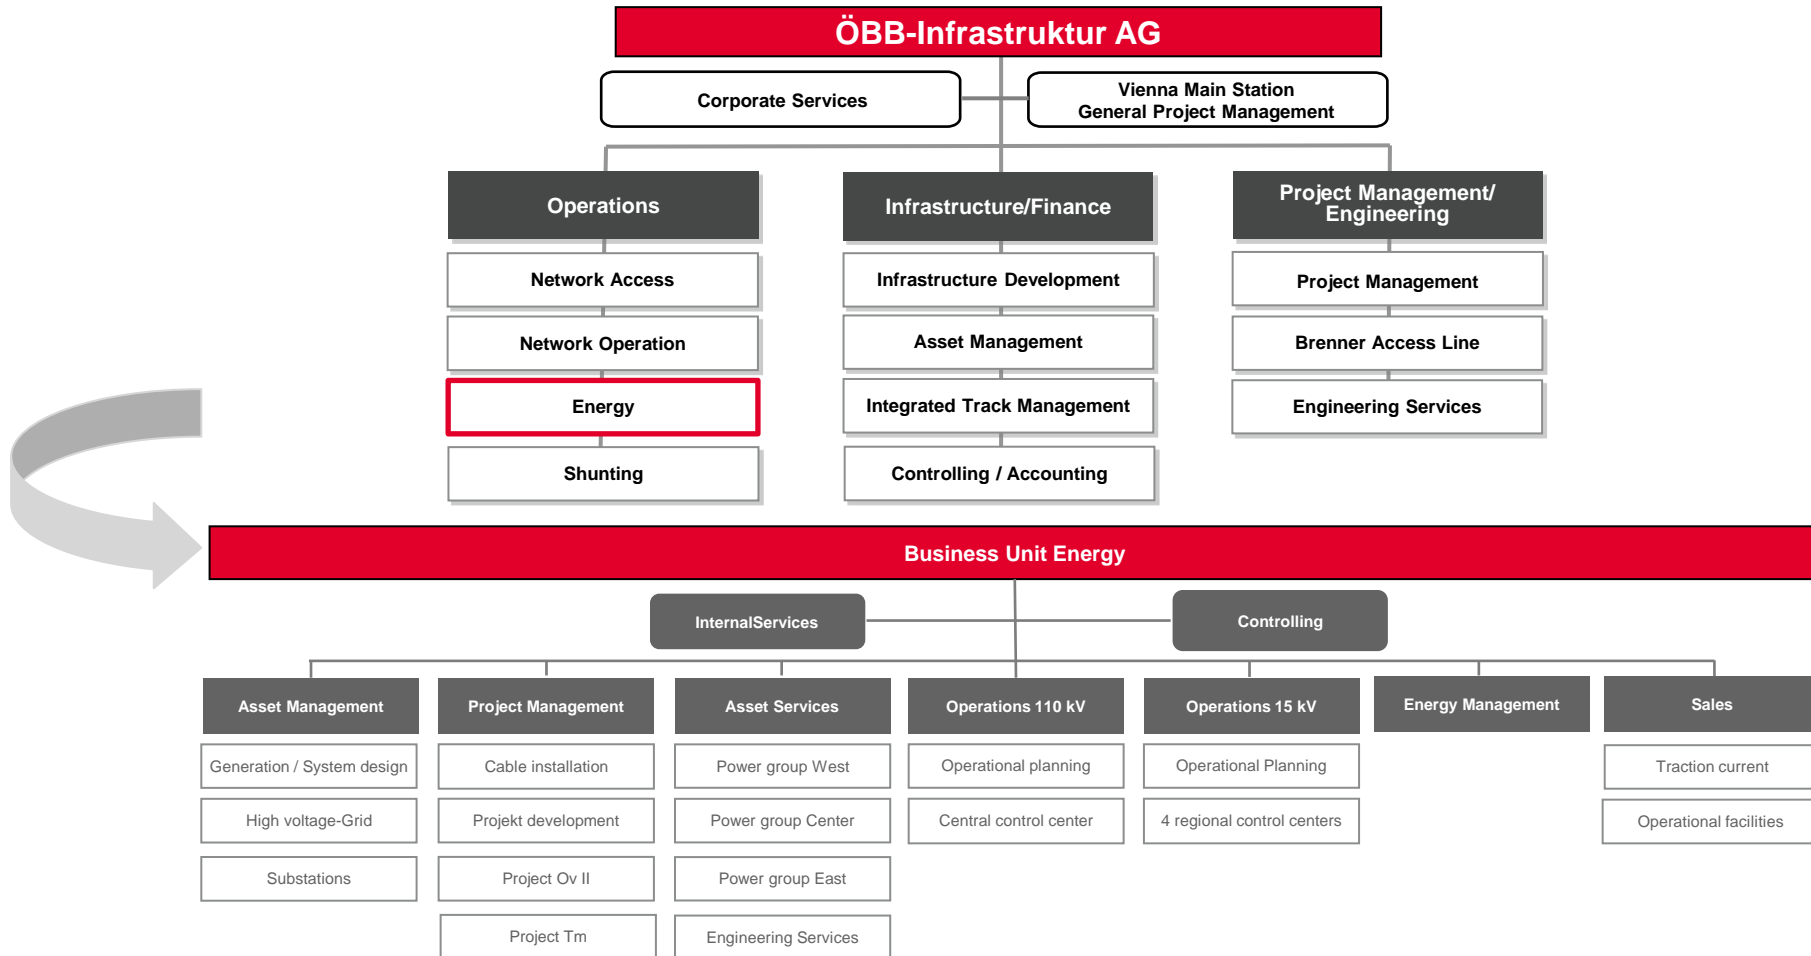 ÖBB-Infrastruktur AG
Corporate Services
Vienna Main Station
General Project Management
Operations
Infrastructure/Finance
Project Management/
Engineering
Network Access
Infrastructure Development
Project Management
Network Operation
Asset Management
Brenner Access Line
Energy
Integrated Track Management
Engineering Services
Shunting
Controlling / Accounting
Business Unit Energy
InternalServices
Controlling
Asset Management
Project Management
Asset Services
Operations 110 kV
Operations 15 kV
Energy Management
Sales
Generation / System design
Cable installation
Power group West
Operational planning
Operational Planning
Traction current
High voltage-Grid
Projekt development
Power group Center
Central control center
4 regional control centers
Operational facilities
Substations
Project Ov II
Power group East
Project Tm
Engineering Services